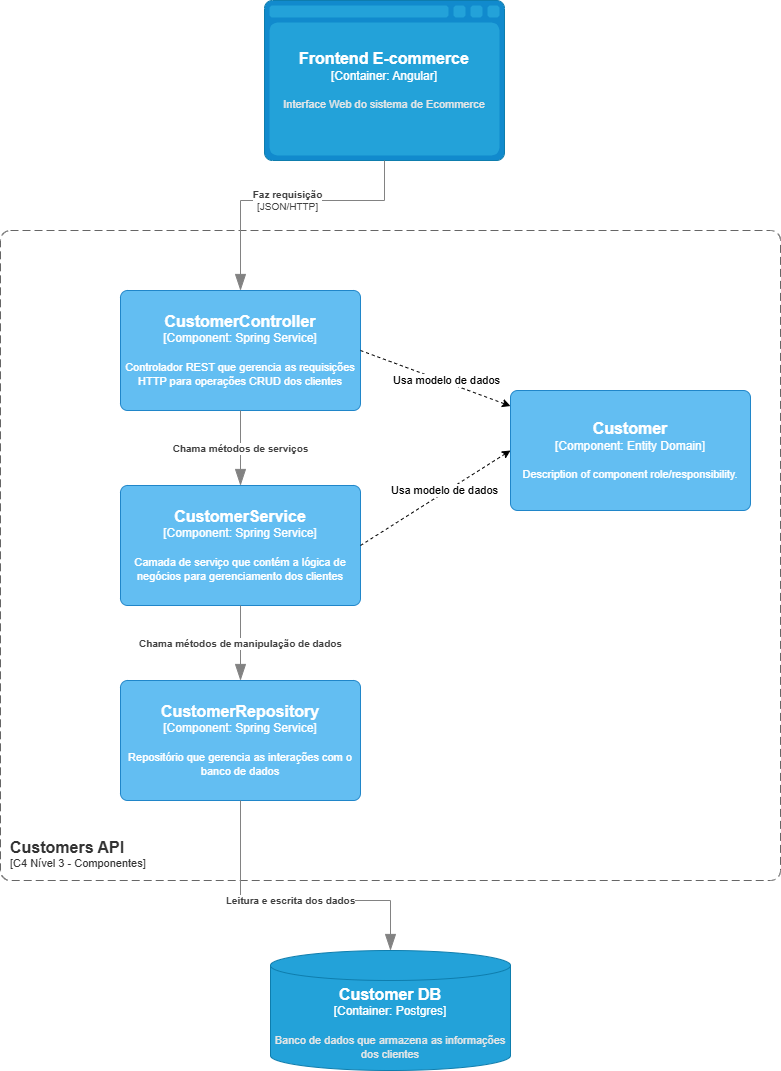 Frontend E-commerce
[Container: Angular]
Interface Web do sistema de Ecommerce
Faz requisição
[JSON/HTTP]
CustomerController
[Component: Spring Service]
Controlador REST que gerencia as requisições
HTTP para operações CRUD dos clientes
Usa modelo de dados
Customer
[Component: Entity Domain]
Description of component role/responsibility.
Chama métodos de serviços
Usa modelo de dados
CustomerService
[Component: Spring Service]
Camada de serviço que contém a lógica de
negócios para gerenciamento dos clientes
Chama métodos de manipulação de dados
CustomerRepository
[Component: Spring Service]
Repositório que gerencia as interações com o
banco de dados
Customers API
[C4 Nível 3 - Componentes]
Leitura e escrita dos dados
Customer DB
[Container: Postgres]
Banco de dados que armazena as informações
dos clientes